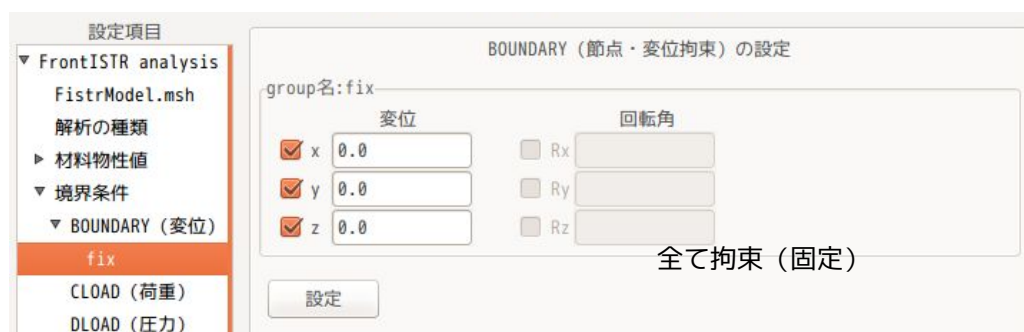 設定項目
▼ FrontISTR analysis
FistrModel.msh
解析の種類
▶ 材料物性値
▼ 境界条件
▼ BOUNDARY (変位)
fix
CLOAD (荷重)
DLOAD (圧力)
BOUNDARY (節点・変位拘束) の設定
group名:fix
変位 回転角
x 0.0 Rx
y 0.0 Ry
z 0.0 Rz
全て拘束（固定）
設定